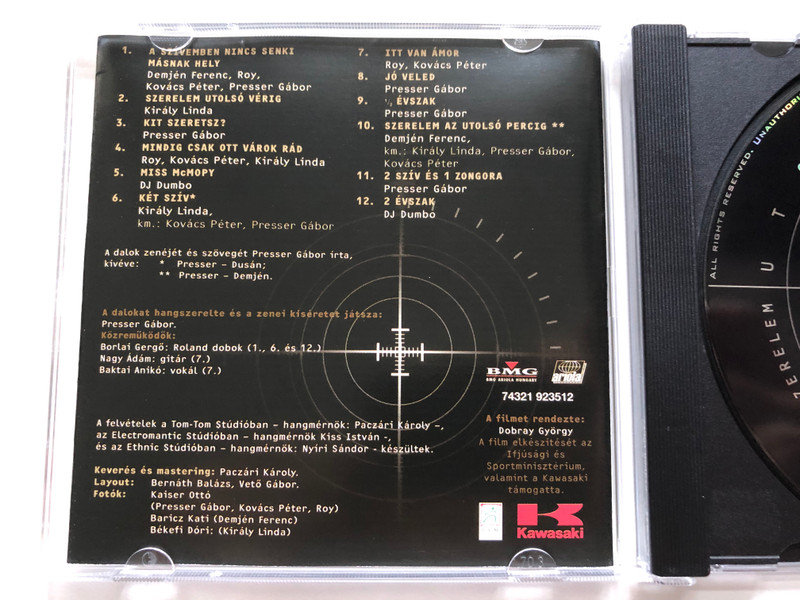 1. A SZÍVEMBEN NINCS SENKI
MÁSNAK HELY
Demjén Ferenc, Roy,
Kovács Péter, Presser Gábor
2. SZERELEM UTOLSÓ VÉRIG
Király Linda
3. KIT SZERETSZ?
Presser Gábor
4. MINDIG CSAK OTT VÁROK RÁD
Roy, Kovács Péter, Király Linda
5. MISS McMOPY
DJ Dumbo
6. KÉT SZÍV*
Király Linda,
km.: Kovács Péter, Presser Gábor
7. ITT VAN ÁMOR
Roy, Kovács Péter
8. JÓ VELED
Presser Gábor
9. ÉVSZAK
Presser Gábor
10. SZERELEM AZ UTOLSÓ PERCIG **
Demjén Ferenc,
km.: Király Linda, Presser Gábor,
Kovács Péter
11. 2 SZÍV ÉS 1 ZONGORA
Presser Gábor
12. 2 ÉVSZAK
DJ Dumbó
A dalok zenéjét és szövegét Presser Gábor írta,
kivéve: * Presser – Dusán;
** Presser – Demjén.
A dalokat hangszerelte és a zenei kíséretet játsza:
Presser Gábor.
Közreműködök:
Borlai Gergő: Roland dobok (1., 6. és 12.)
Nagy Ádám: gitár (7.)
Baktai Anikó: vokál (7.)
A felvételek a Tom-Tom Stúdióban – hangmérnök: Paczári Károly –,
az Electromantic Stúdióban – hangmérnök Kiss István -,
és az Ethnic Stúdióban – hangmérnök: Nyíri Sándor - készültek.
Keverés és mastering: Paczári Károly.
Layout: Bernáth Balázs, Vető Gábor.
Fotók: Kaiser Ottó
(Presser Gábor, Kovács Péter, Roy)
Baricz Kati (Demjén Ferenc)
Békefi Dóri: (Király Linda)
BMG
BMG ARIOLA HUNGARY
ariola
74321 923512
A filmet rendezte:
Dobray György
A film elkészítését az
Ifjúsági és
Sportminisztérium,
valamint a Kawasaki
támogatta.
Kawasaki
ALL RIGHTS RESERVED. UNAUTHORI
ZERELEM UT